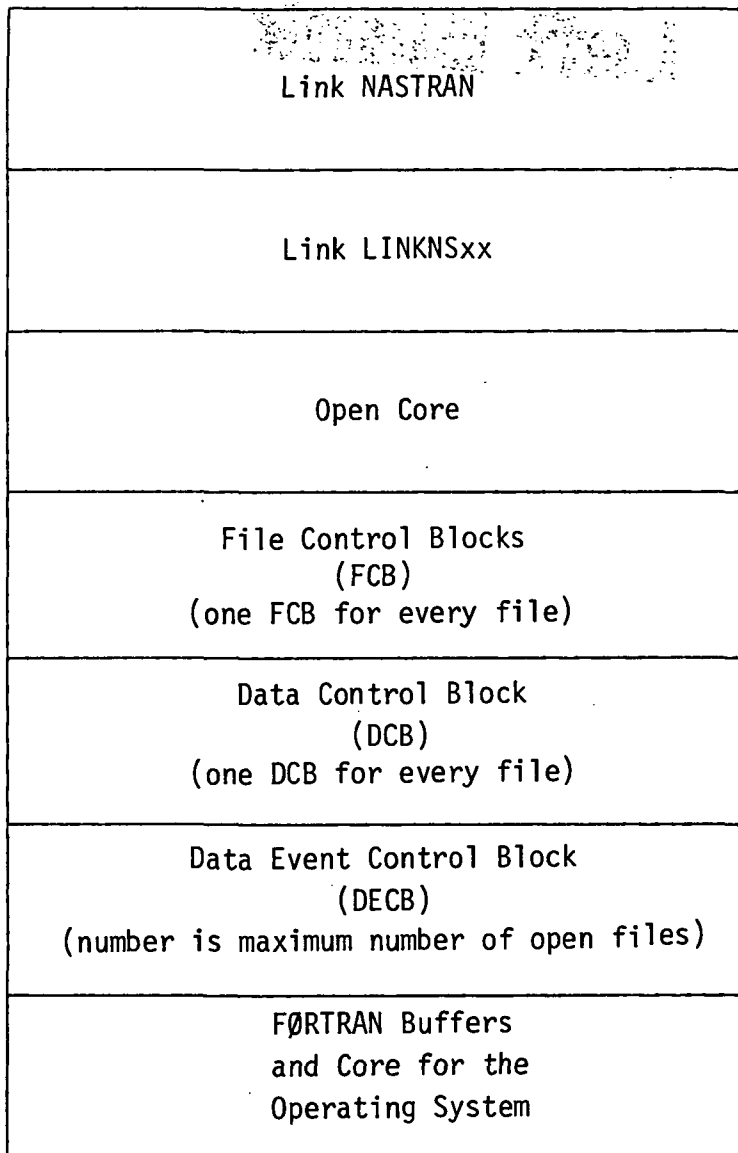 Link NASTRAN
Link LINKNSxx
Open Core
File Control Blocks
(FCB)
(one FCB for every file)
Data Control Block
(DCB)
(one DCB for every file)
Data Event Control Block
(DECB)
(number is maximum number of open files)
FØRTRAN Buffers
and Core for the
Operating System